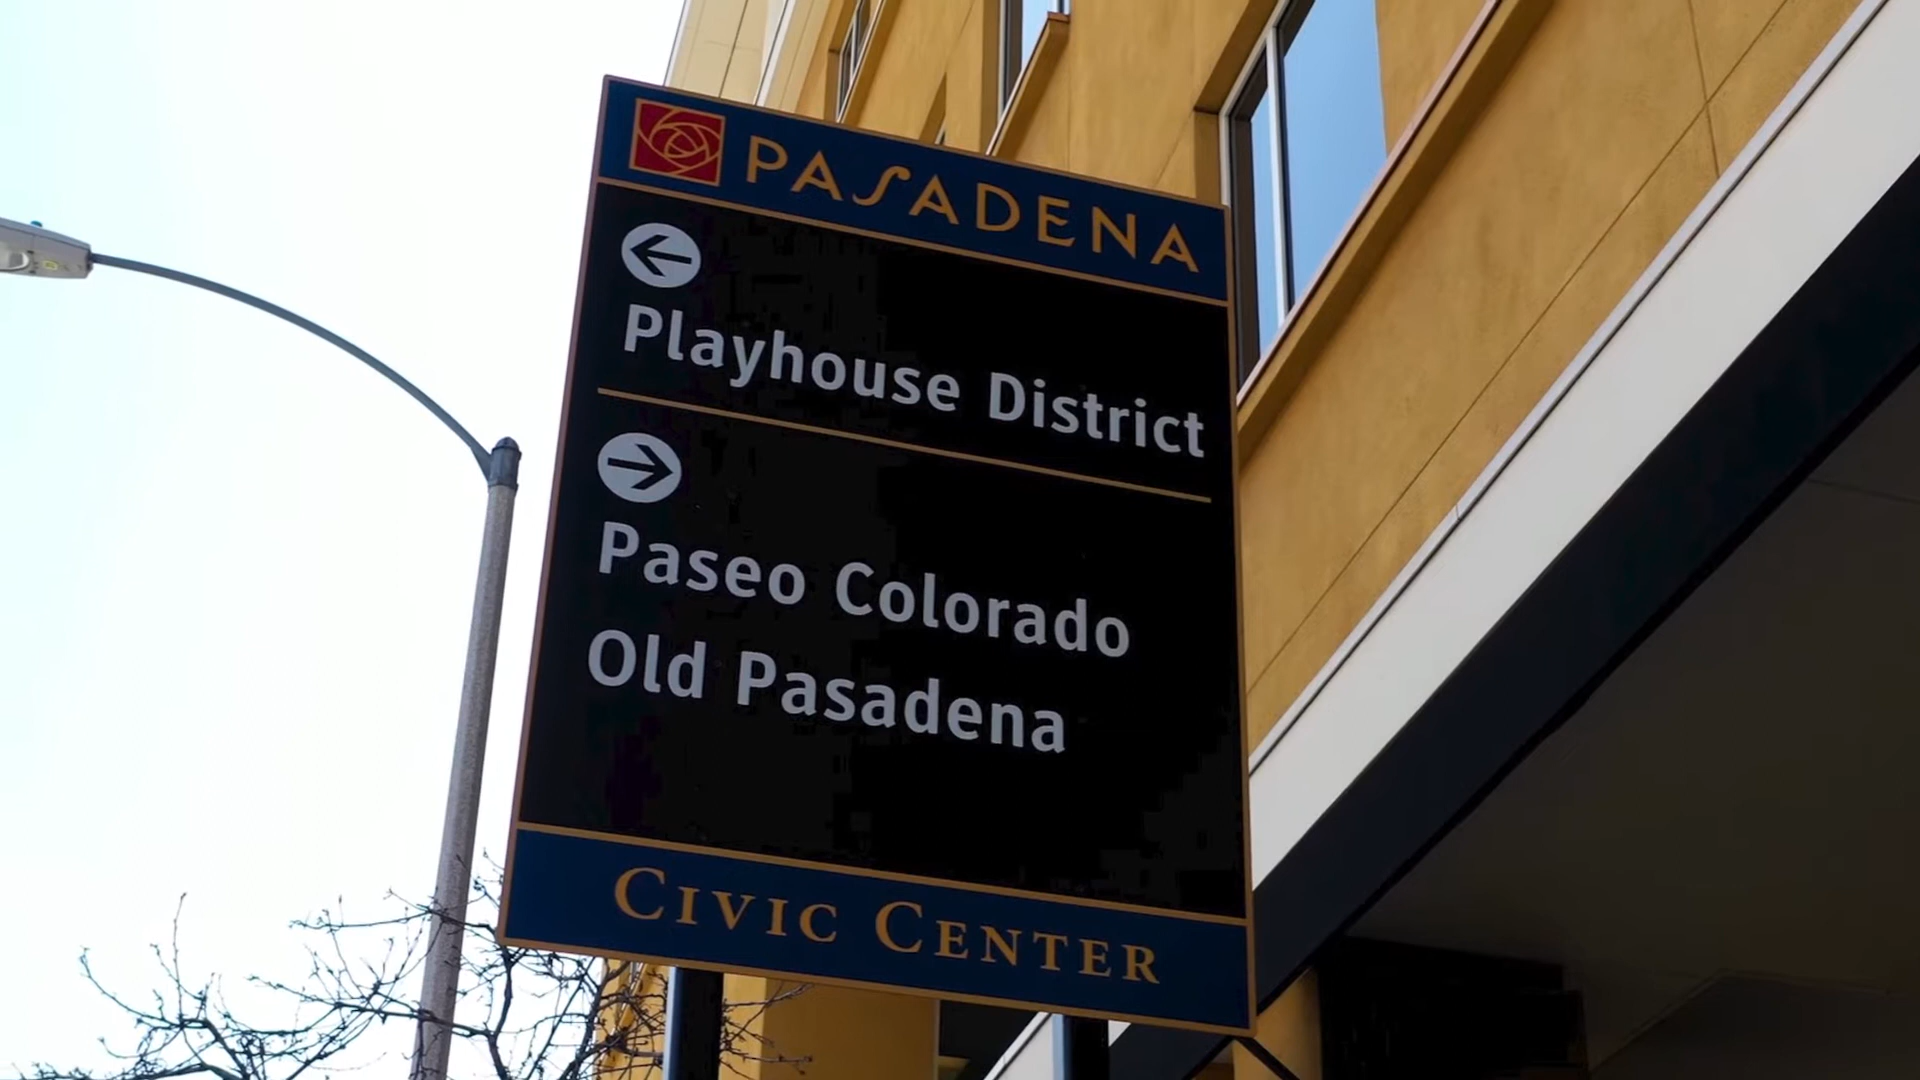 PASADENA
Playhouse District
Paseo Colorado
Old Pasadena
CIVIC CENTER